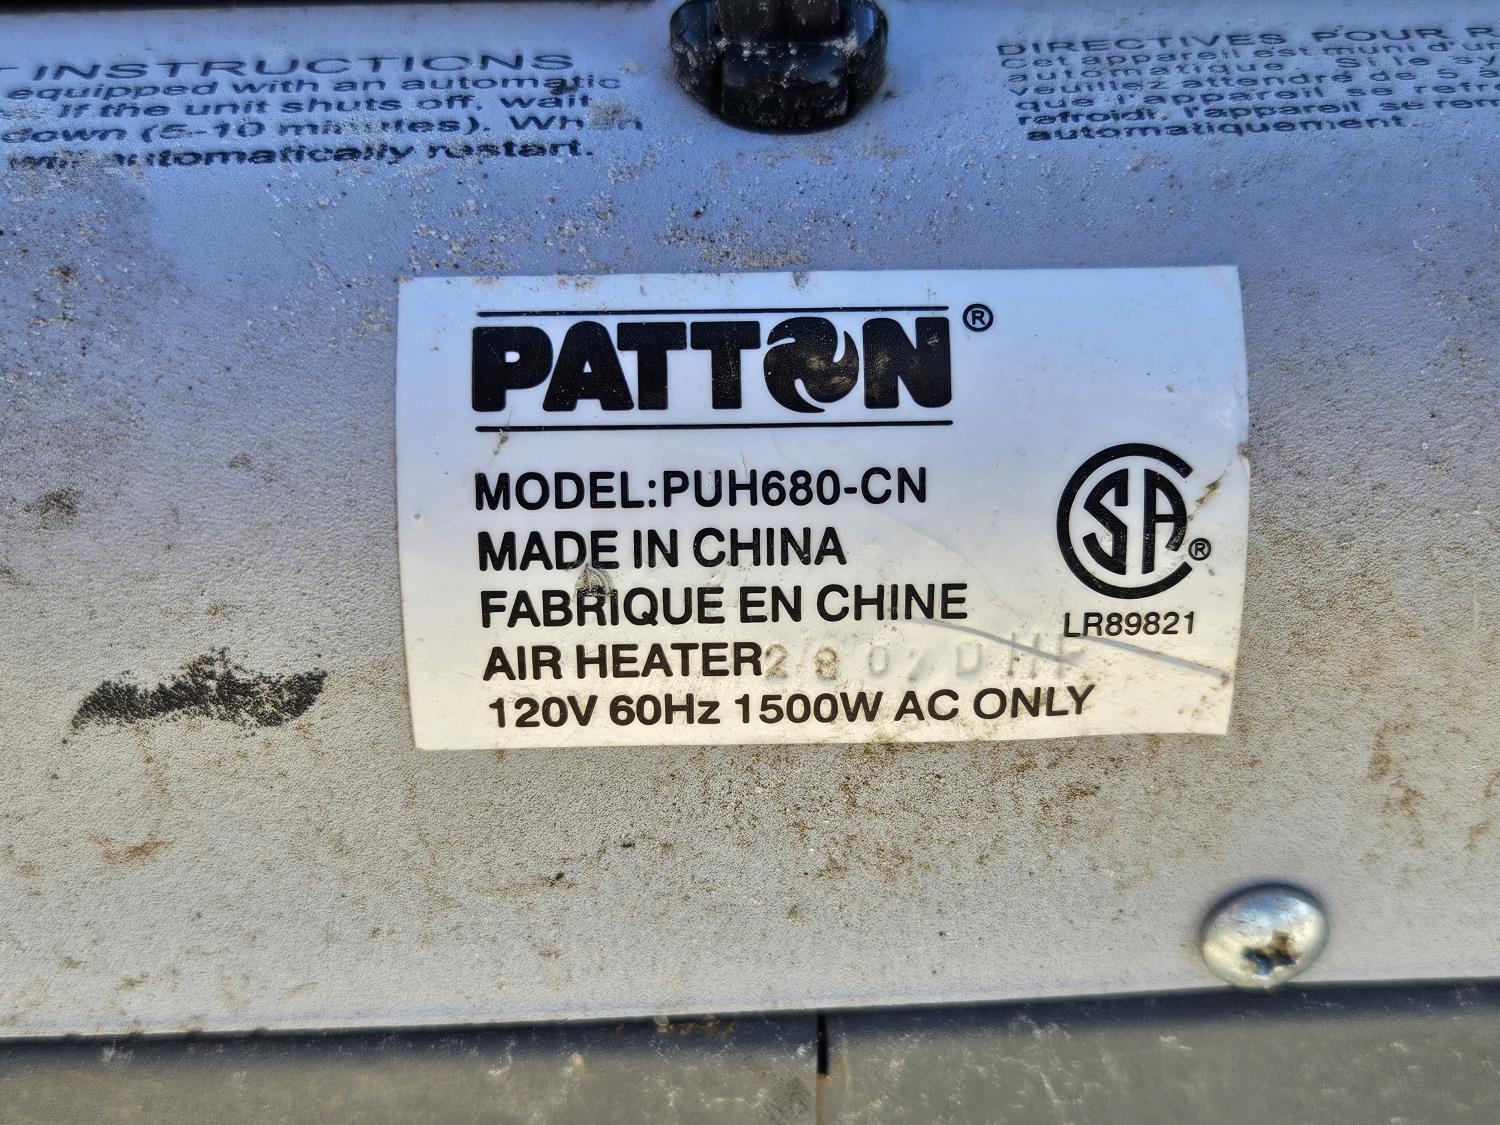 T INSTRUCTIONS
equipped with an automatic
If the unit shuts off, wait
down (5-10 minutes). When
will automatically restart.
DIRECTIVES POUR R
Cet appareil est muni d'un
automatique. Si le sy
veuillez attendre de 5 à
que l'appareil se refr
refroidi, l'appareil se rem
automatiquement.
PATTON®
MODEL:PUH680-CN
MADE IN CHINA
FABRIQUE EN CHINE
AIR HEATER
120V 60Hz 1500W AC ONLY
SA®
LR89821